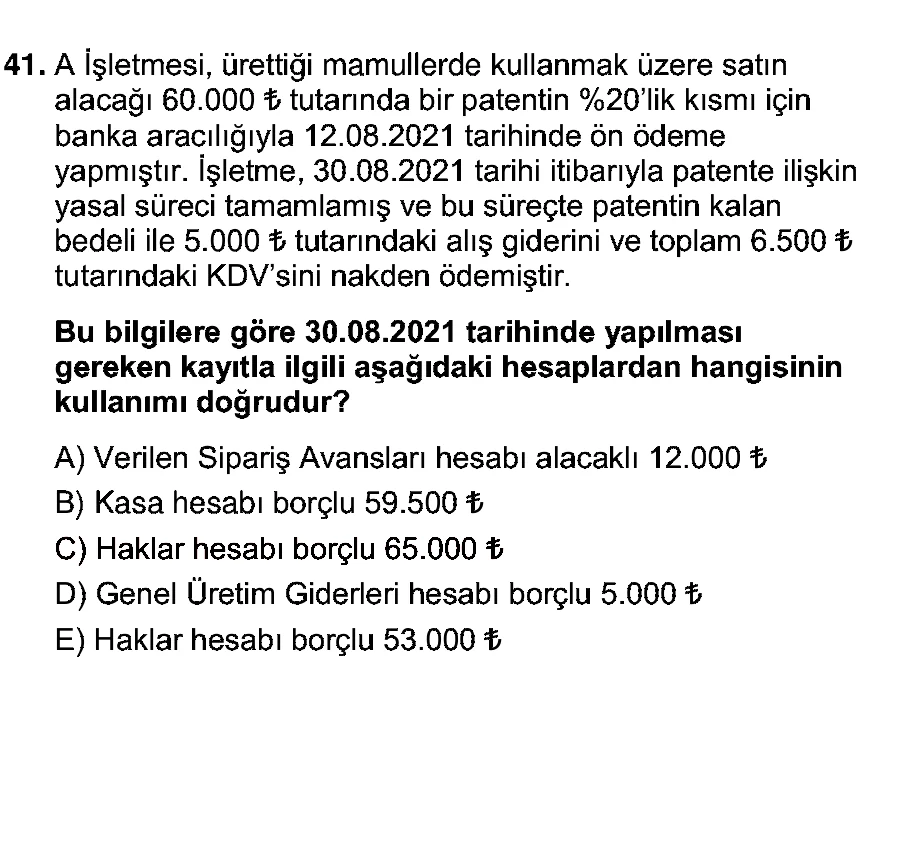 41. A İşletmesi, ürettiği mamullerde kullanmak üzere satın
alacağı 60.000 ₺ tutarında bir patentin %20’lik kısmı için
banka aracılığıyla 12.08.2021 tarihinde ön ödeme
yapmıştır. İşletme, 30.08.2021 tarihi itibarıyla patente ilişkin
yasal süreci tamamlamış ve bu süreçte patentin kalan
bedeli ile 5.000 ₺ tutarındaki alış giderini ve toplam 6.500 ₺
tutarındaki KDV’sini nakden ödemiştir.
Bu bilgilere göre 30.08.2021 tarihinde yapılması
gereken kayıtla ilgili aşağıdaki hesaplardan hangisinin
kullanımı doğrudur?
A) Verilen Sipariş Avansları hesabı alacaklı 12.000 ₺
B) Kasa hesabı borçlu 59.500 ₺
C) Haklar hesabı borçlu 65.000 ₺
D) Genel Üretim Giderleri hesabı borçlu 5.000 ₺
E) Haklar hesabı borçlu 53.000 ₺